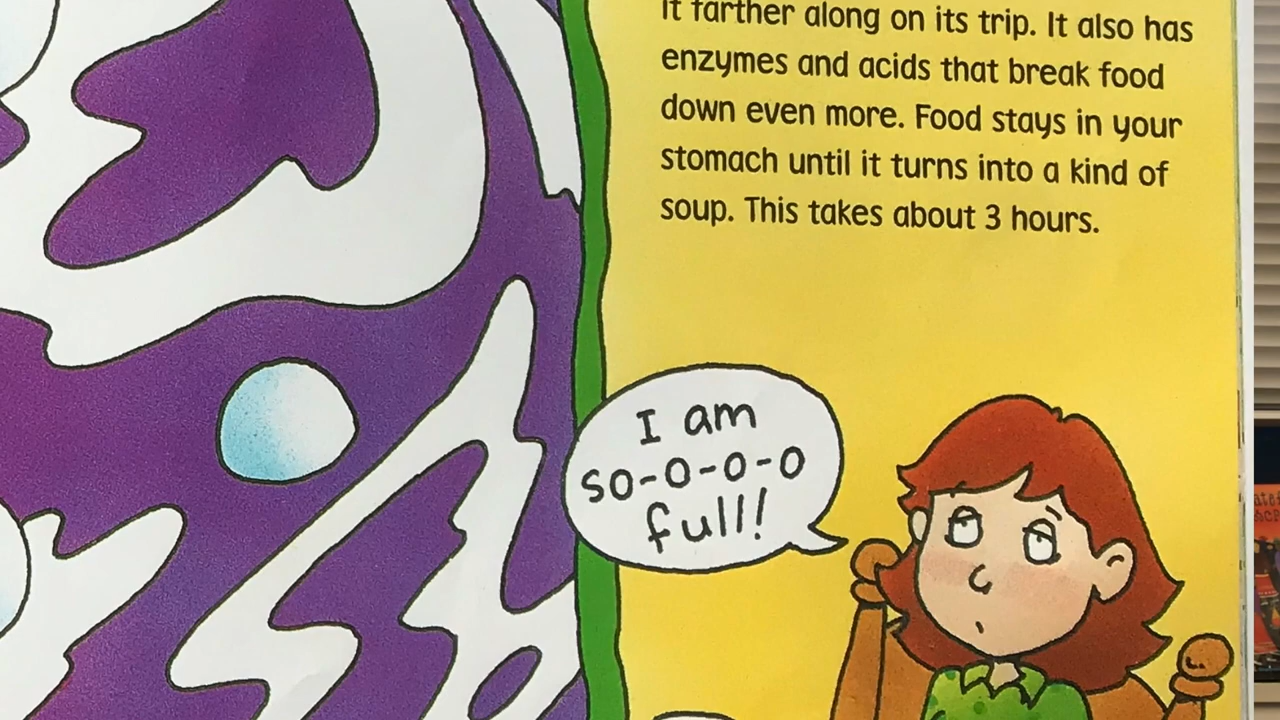 it farther along on its trip. It also has
enzymes and acids that break food
down even more. Food stays in your
stomach until it turns into a kind of
soup. This takes about 3 hours.
I am
so-o-o-o
full!